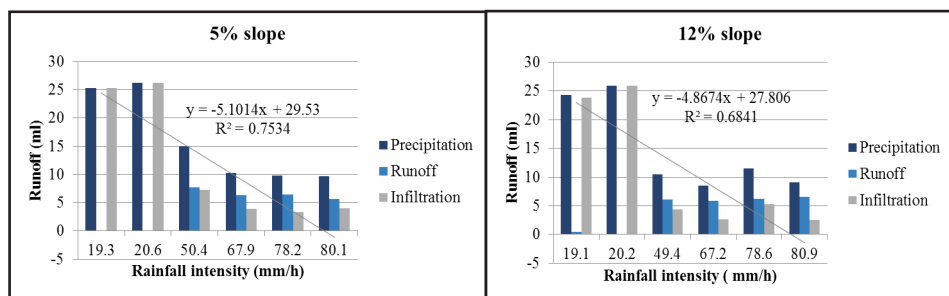 5% slope
30
25
20
15
10
5
0
-5
Runoff (ml)
y = -5.1014x + 29.53
R² = 0.7534
Precipitation
Runoff
Infiltration
19.3 20.6 50.4 67.9 78.2 80.1
Rainfall intensity (mm/h)
12% slope
30
25
20
15
10
5
0
-5
Runoff (ml)
y = -4.8674x + 27.806
R² = 0.6841
Precipitation
Runoff
Infiltration
19.1 20.2 49.4 67.2 78.6 80.9
Rainfall intensity ( mm/h)